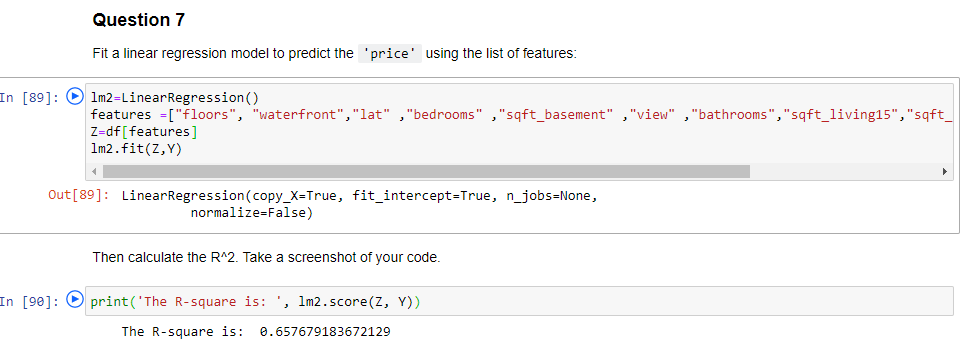 Question 7
Fit a linear regression model to predict the 'price' using the list of features:
In [89]:
lm2=LinearRegression()
features =["floors", "waterfront","lat" ,"bedrooms" ,"sqft_basement" ,"view" ,"bathrooms","sqft_living15","sqft_
Z=df[features]
lm2.fit(Z,Y)
Out[89]: LinearRegression(copy_X=True, fit_intercept=True, n_jobs=None,
normalize=False)
Then calculate the R^2. Take a screenshot of your code.
In [90]: print('The R-square is: ', lm2.score(Z, Y))
The R-square is:  0.657679183672129